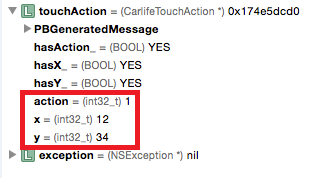 L touchAction = (CarlifeTouchAction *) 0x174e5dcd0
PBGeneratedMessage
hasAction_ = (BOOL) YES
hasX_ = (BOOL) YES
hasY_ = (BOOL) YES
action = (int32_t) 1
x = (int32_t) 12
y = (int32_t) 34
L exception = (NSException *) nil